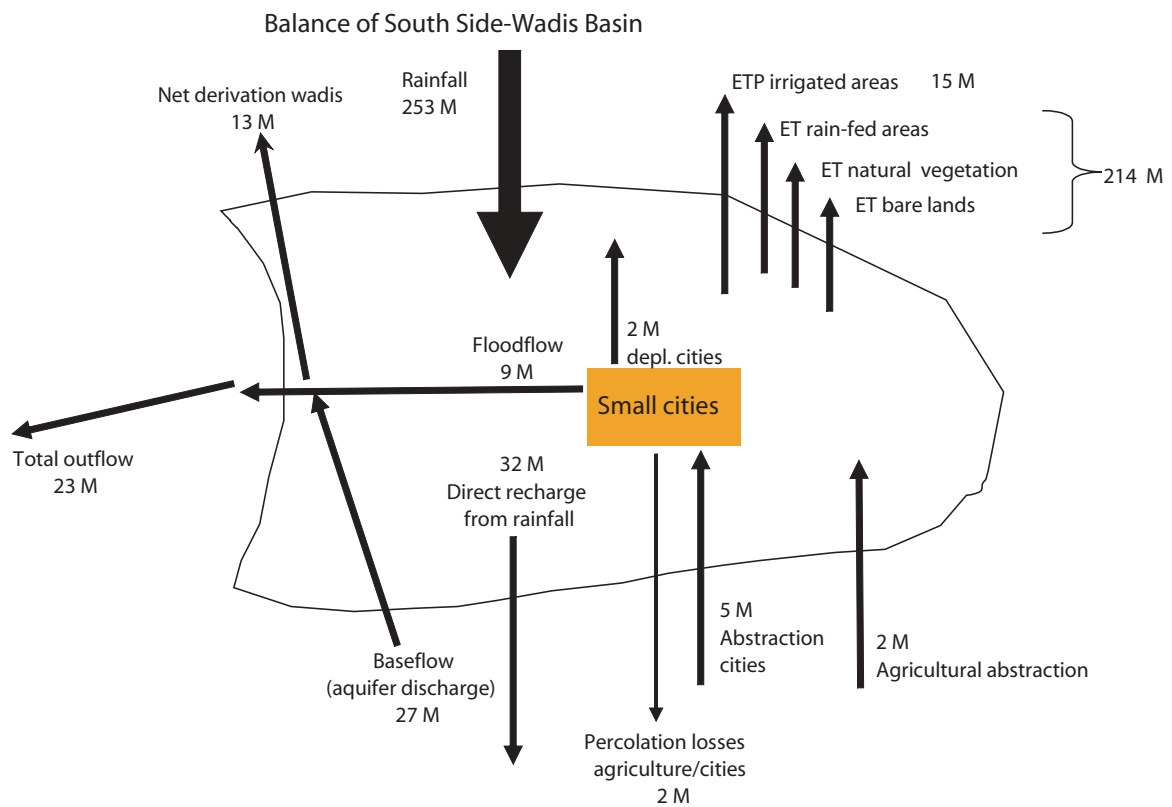 Balance of South Side-Wadis Basin
Net derivation wadis
13 M
Rainfall
253 M
ETP irrigated areas 15 M
ET rain-fed areas
ET natural vegetation
ET bare lands
214 M
2 M
depl. cities
Floodflow
9 M
Small cities
Total outflow
23 M
32 M
Direct recharge
from rainfall
Baseflow
(aquifer discharge)
27 M
5 M
Abstraction
cities
2 M
Agricultural abstraction
Percolation losses
agriculture/cities
2 M